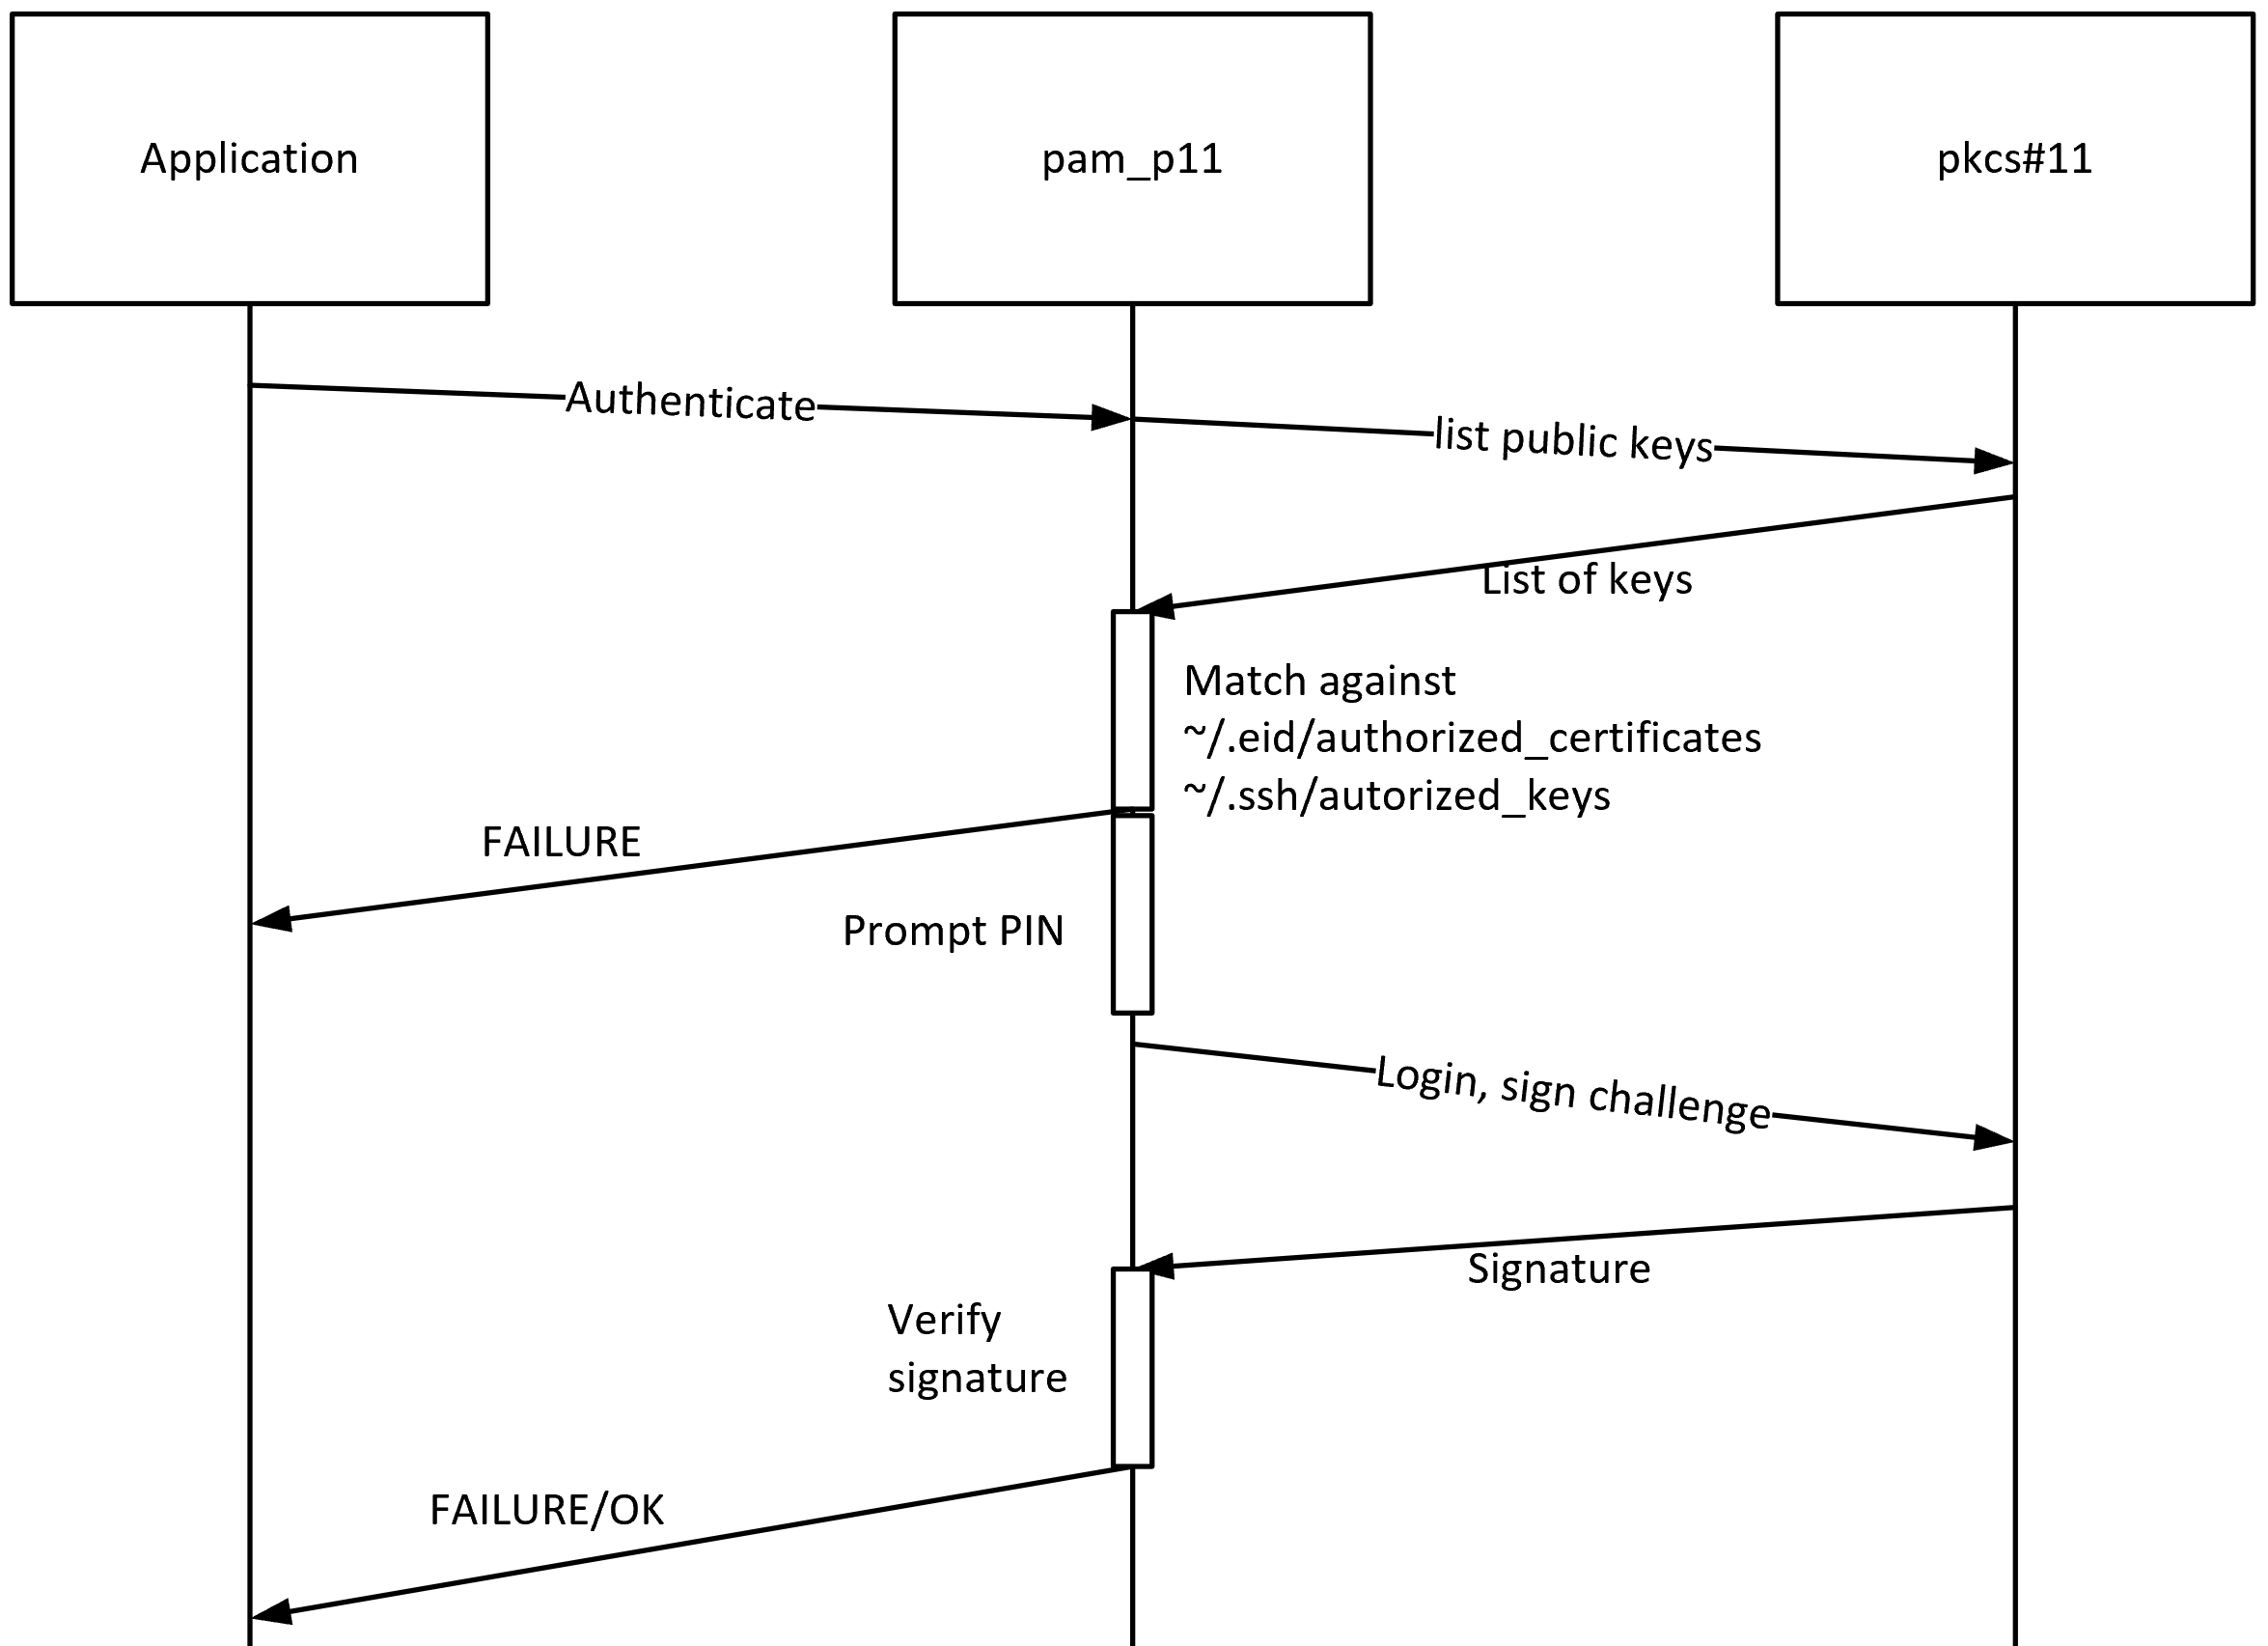 Application
pam_p11
pkcs#11
Authenticate
list public keys
List of keys
Match against
~/.eid/authorized_certificates
~/.ssh/autorized_keys
FAILURE
Prompt PIN
Login, sign challenge
Signature
Verify
signature
FAILURE/OK